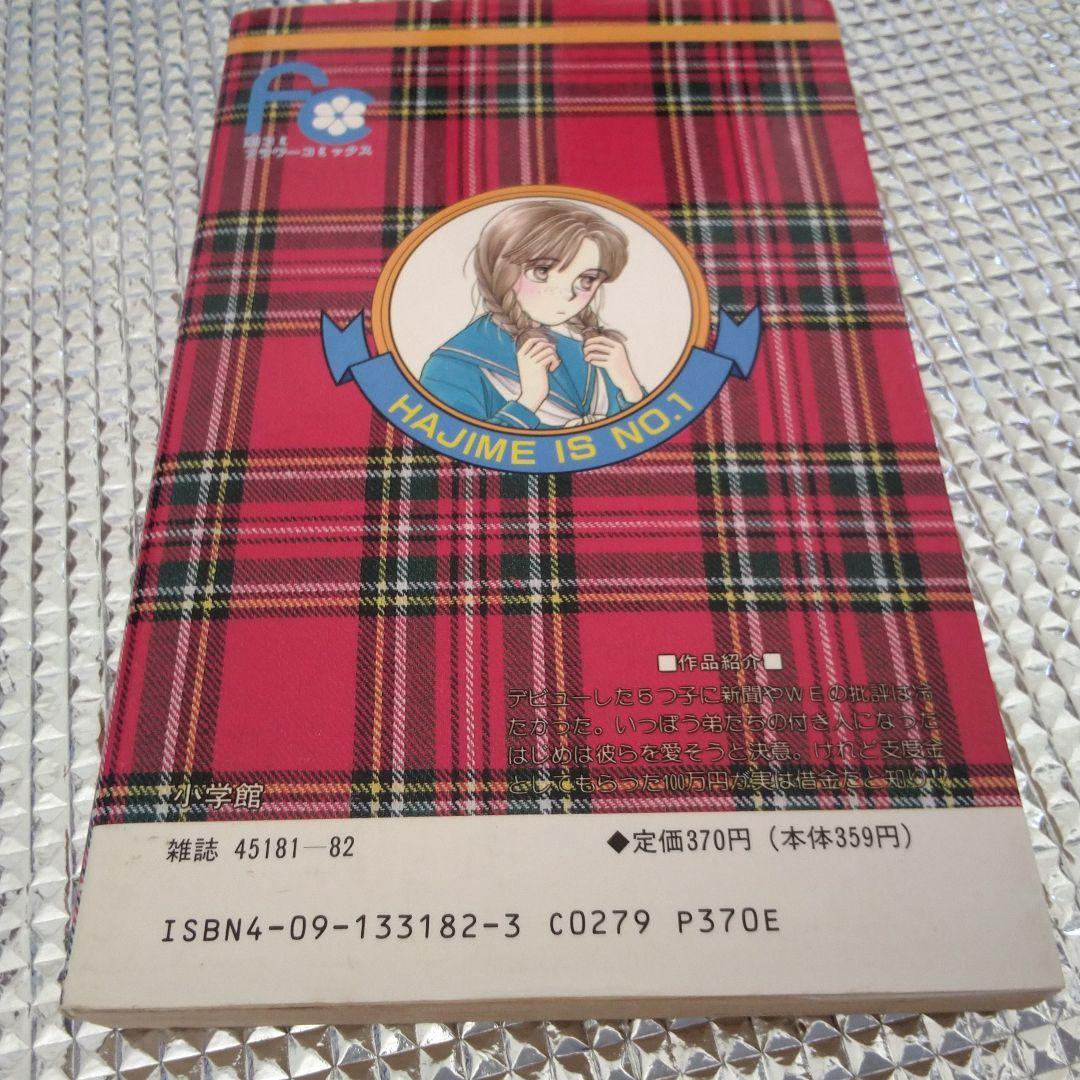 fc
フラワーコミックス
HAJIME IS NO.1
■作品紹介■
デビューした5つ子に新聞やWEの批評は冷
たかった。いっぽう弟たちの付き人になった
はじめは彼らを愛そうと決意。けれど支度金
としてもらった100万円が実は借金だと知り!?
小学館
雑誌 45181-82
◆定価370円(本体359円)
ISBN4-09-133182-3 C0279 P370E